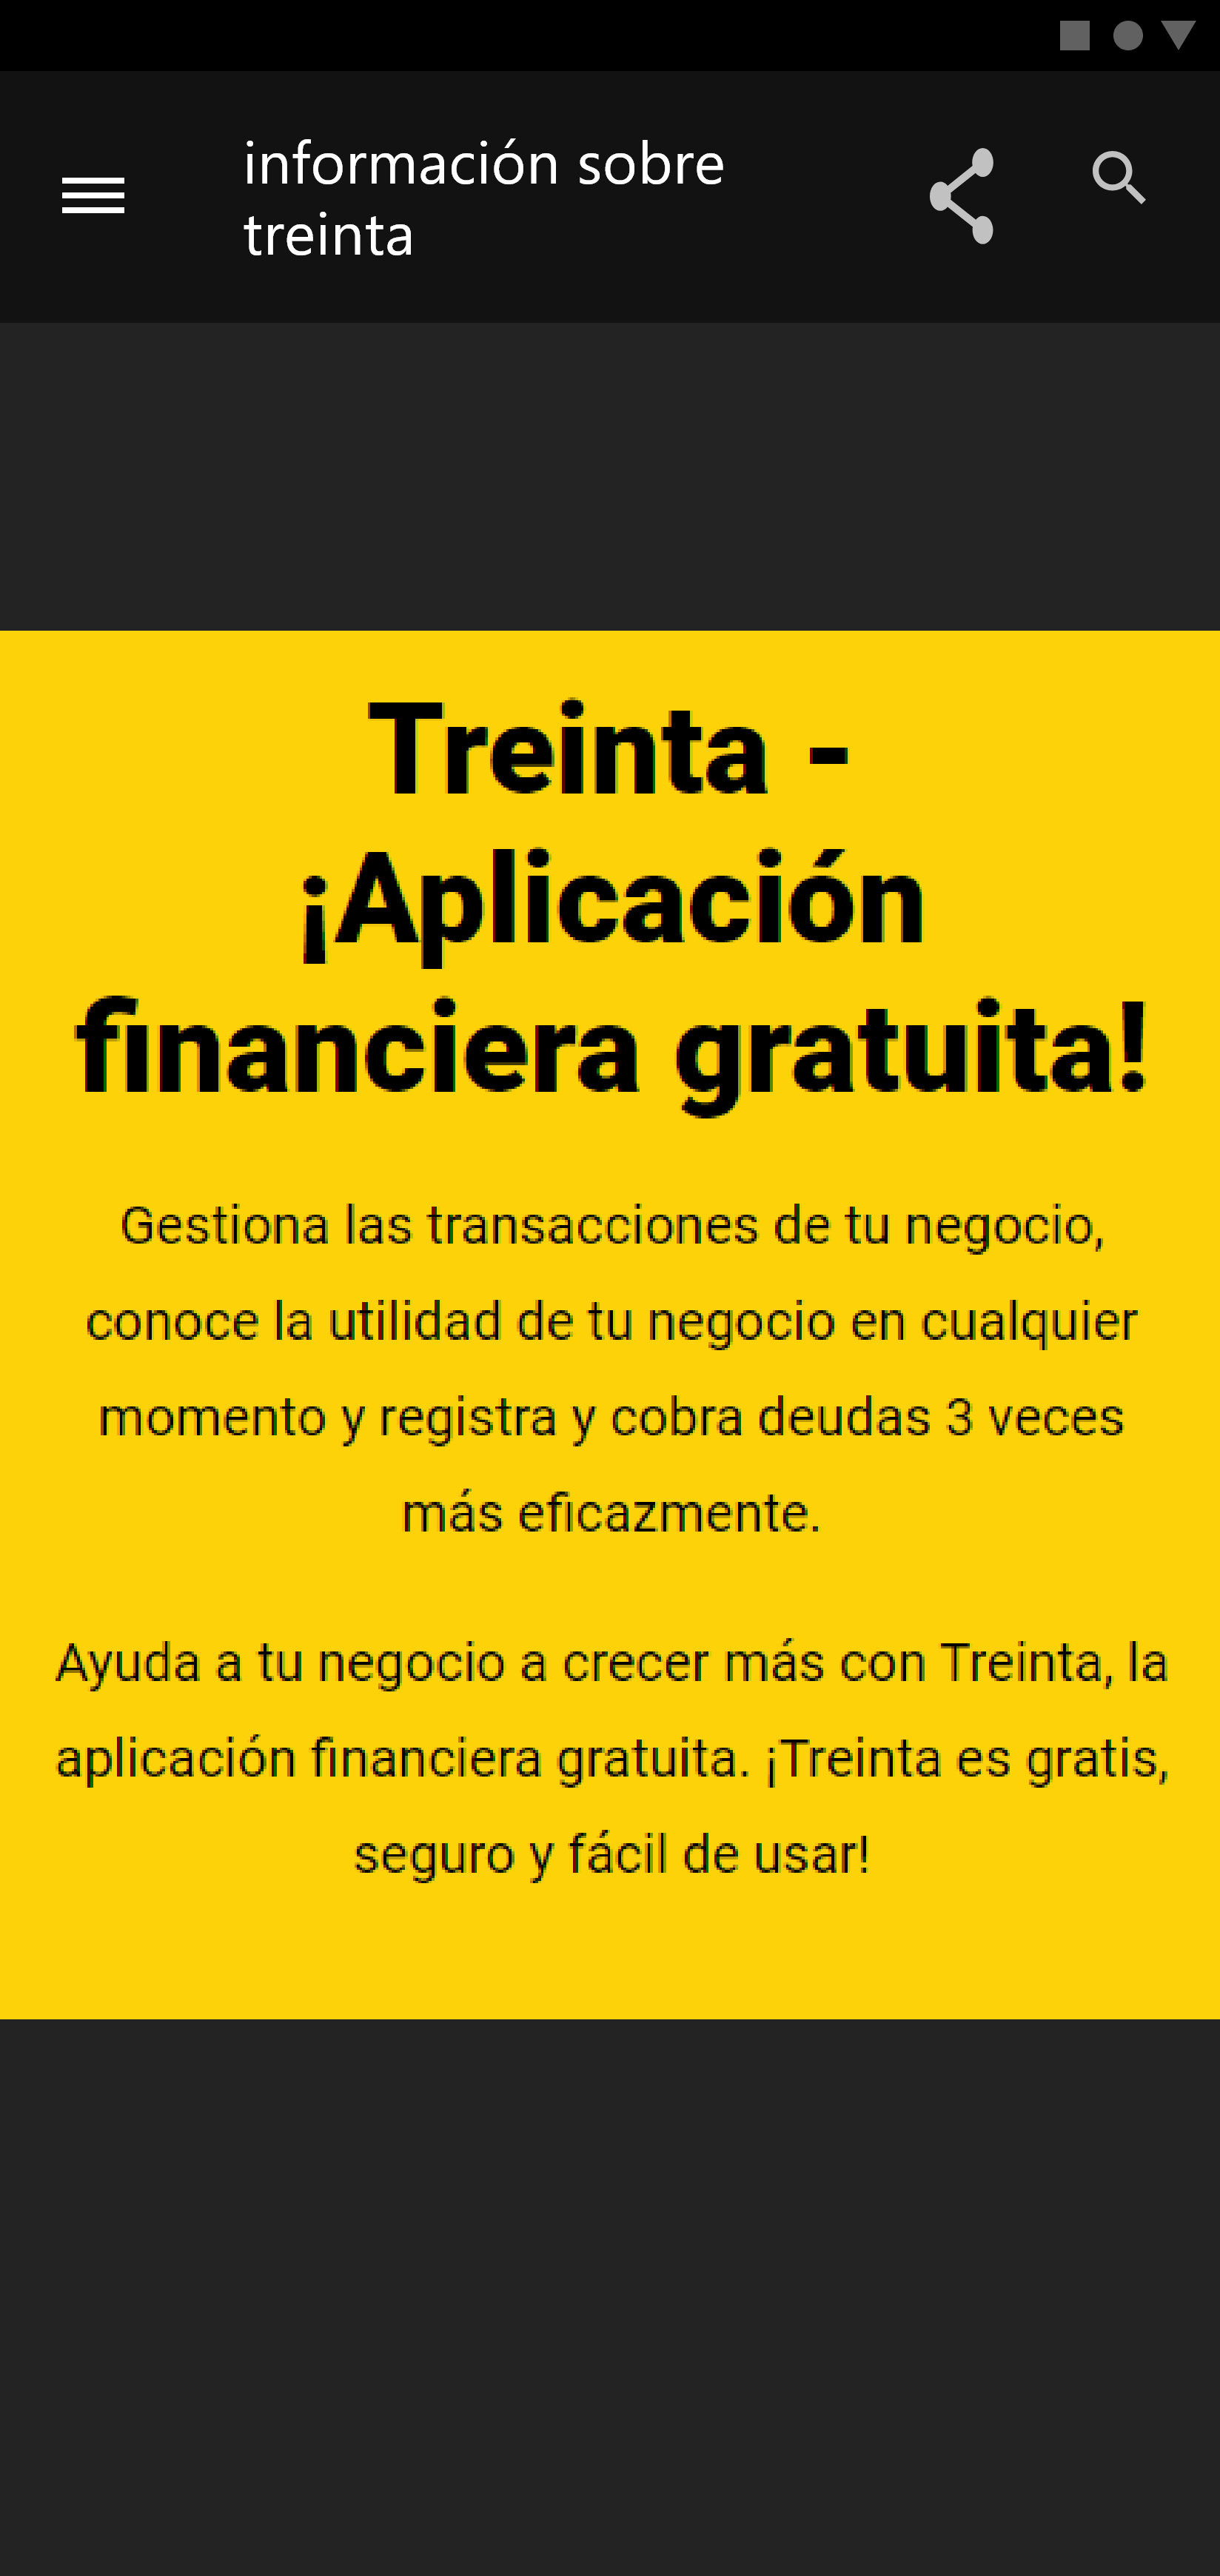 información sobre
treinta
Treinta -
¡Aplicación
financiera gratuita!
Gestiona las transacciones de tu negocio,
conoce la utilidad de tu negocio en cualquier
momento y registra y cobra deudas 3 veces
más eficazmente.
Ayuda a tu negocio a crecer más con Treinta, la
aplicación financiera gratuita. ¡Treinta es gratis,
seguro y fácil de usar!